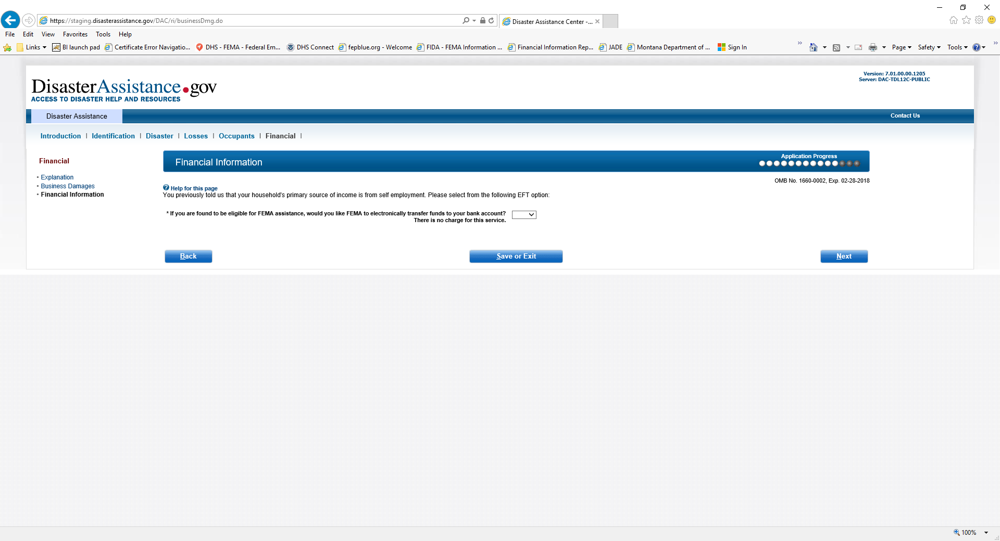 https://staging.disasterassistance.gov/DAC/ri/businessDmg.do
Disaster Assistance Center -...
File Edit View Favorites Tools Help
Links BI launch pad Certificate Error Navigatio... DHS - FEMA - Federal Em... DHS Connect fepblue.org - Welcome FIDA - FEMA Information ... Financial Information Rep... JADE Montana Department of ... Sign In » Page Safety Tools »
Version: 7.01.00.00.1205
Server: DAC-TDL12C-PUBLIC
DisasterAssistance.gov
ACCESS TO DISASTER HELP AND RESOURCES
Disaster Assistance Contact Us
Introduction | Identification | Disaster | Losses | Occupants | Financial |
Financial
• Explanation
• Business Damages
• Financial Information
Financial Information
Application Progress
OMB No. 1660-0002, Exp. 02-28-2018
Help for this page
You previously told us that your household's primary source of income is from self employment. Please select from the following EFT option:
* If you are found to be eligible for FEMA assistance, would you like FEMA to electronically transfer funds to your bank account?
There is no charge for this service.
Back Save or Exit Next
100%